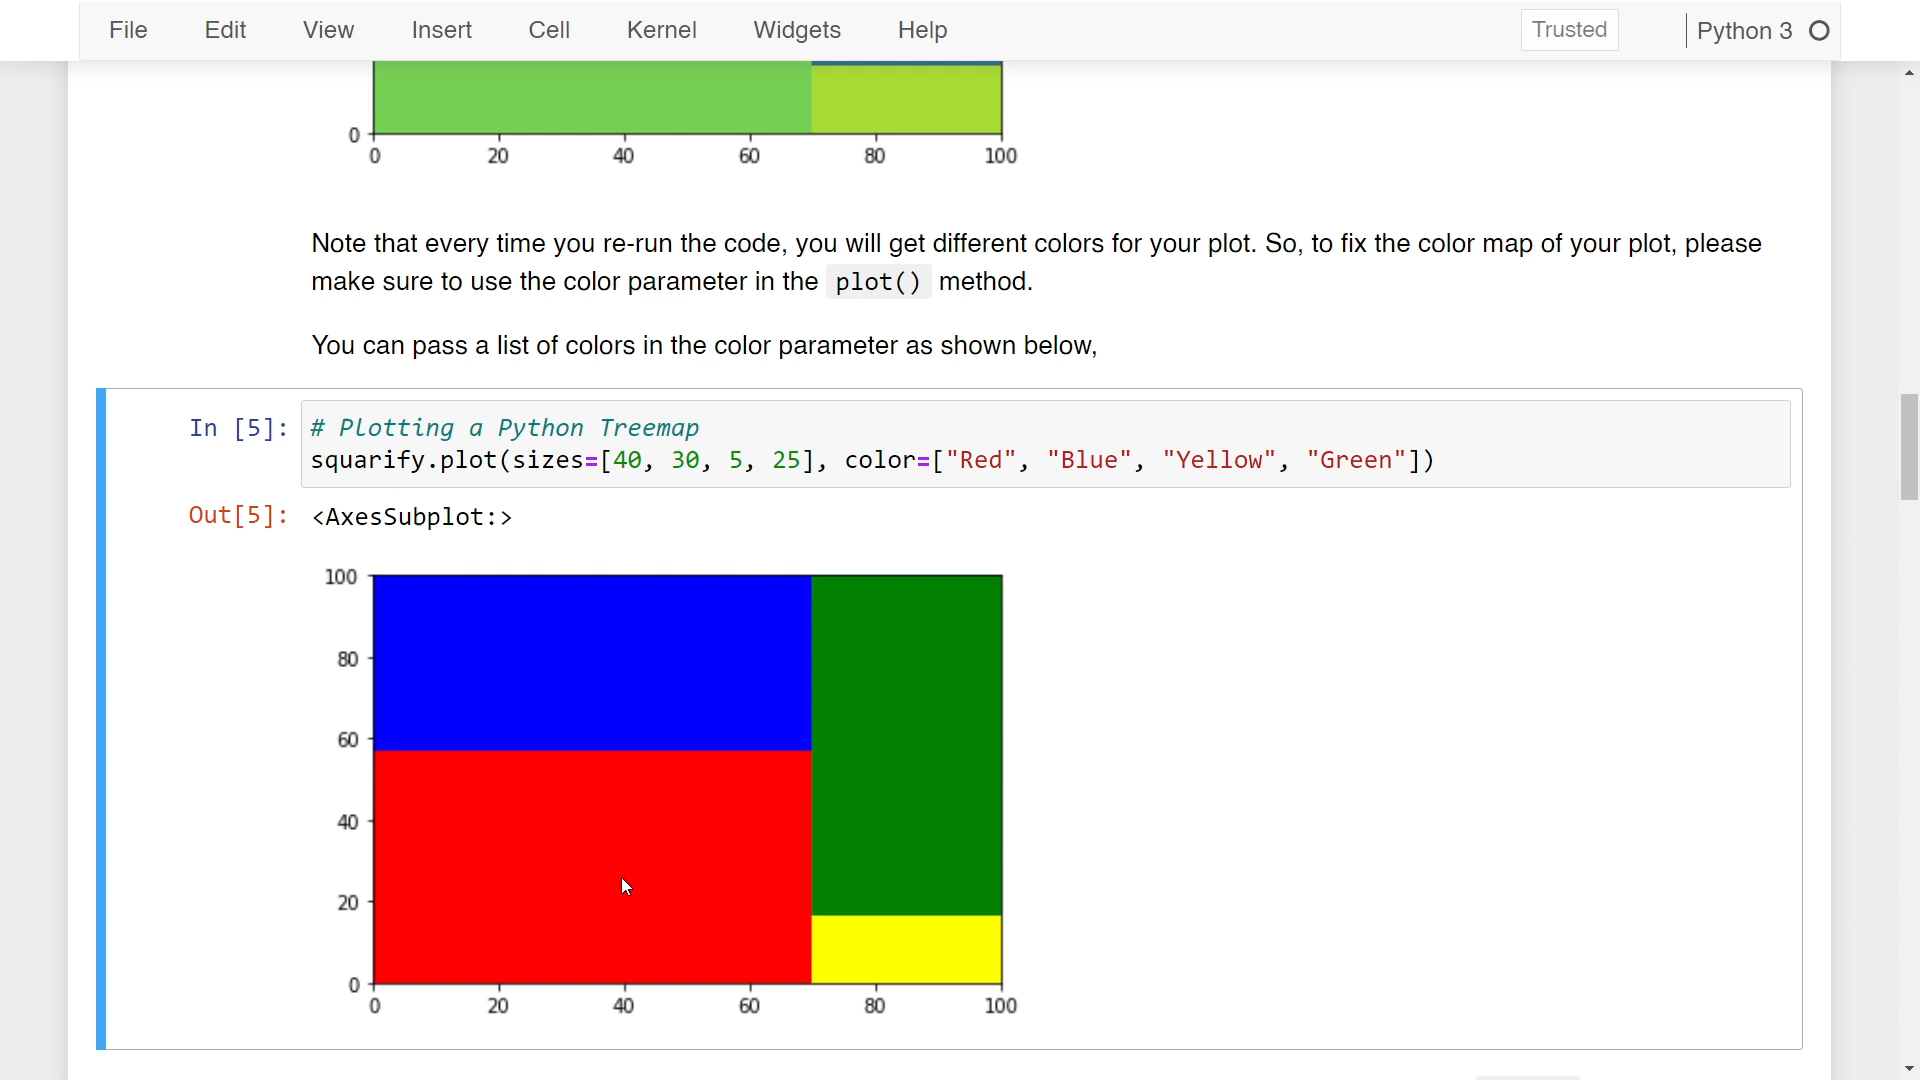 File Edit View Insert Cell Kernel Widgets Help Trusted Python 3
0
0 20 40 60 80 100
Note that every time you re-run the code, you will get different colors for your plot. So, to fix the color map of your plot, please
make sure to use the color parameter in the plot() method.
You can pass a list of colors in the color parameter as shown below,
In [5]: # Plotting a Python Treemap
squarify.plot(sizes=[40, 30, 5, 25], color=["Red", "Blue", "Yellow", "Green"])
Out[5]: <AxesSubplot:>
100
80
60
40
20
0
0 20 40 60 80 100